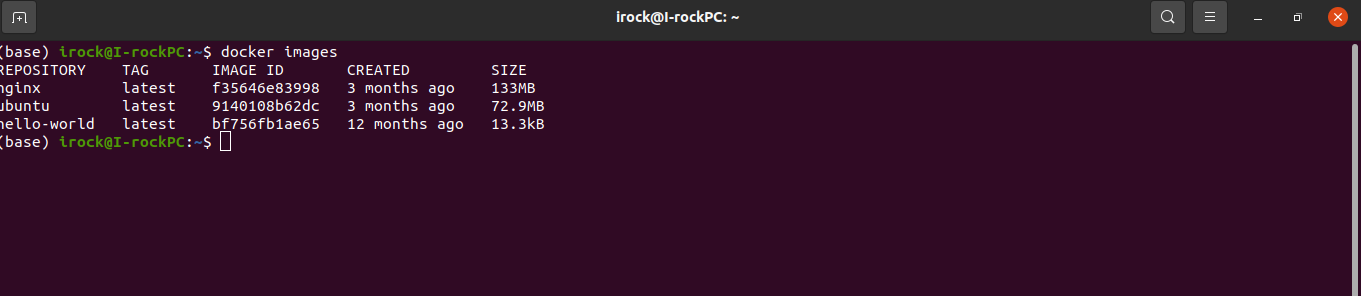 irock@I-rockPC: ~
(base) irock@I-rockPC:~$ docker images
REPOSITORY    TAG       IMAGE ID       CREATED         SIZE
nginx         latest    f35646e83998   3 months ago    133MB
ubuntu        latest    9140108b62dc   3 months ago    72.9MB
hello-world   latest    bf756fb1ae65   12 months ago   13.3kB
(base) irock@I-rockPC:~$